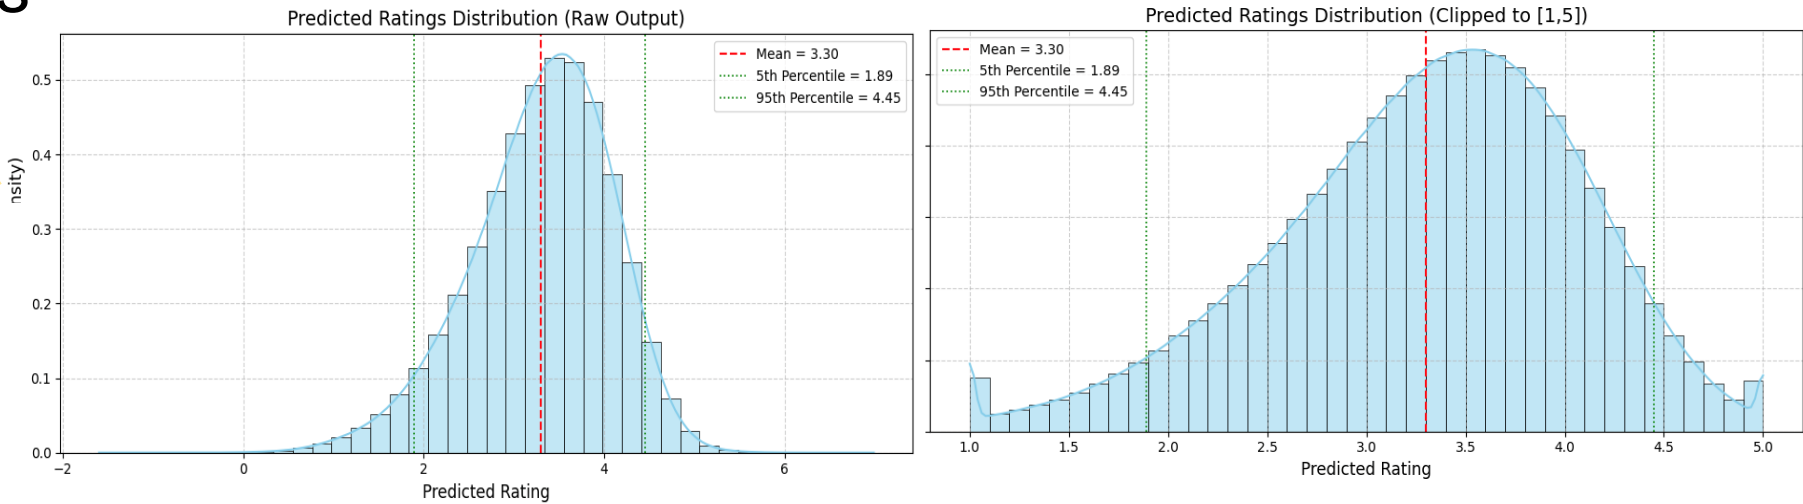 S
Predicted Ratings Distribution (Raw Output)
Mean = 3.30
5th Percentile = 1.89
95th Percentile = 4.45
0.5
0.4
0.3
0.2
0.1
0.0
nsity)
−2 0 2 4 6
Predicted Rating
Predicted Ratings Distribution (Clipped to [1,5])
Mean = 3.30
5th Percentile = 1.89
95th Percentile = 4.45
1.0 1.5 2.0 2.5 3.0 3.5 4.0 4.5 5.0
Predicted Rating